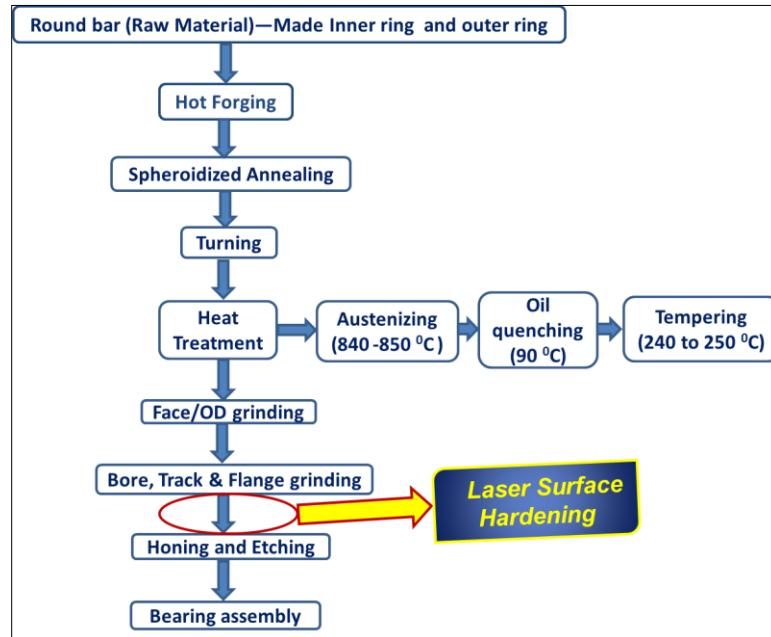 Round bar (Raw Material)—Made Inner ring and outer ring
Hot Forging
Spheroidized Annealing
Turning
Heat
Treatment
Austenizing
(840 -850 ⁰C)
Oil
quenching
(90 ⁰C)
Tempering
(240 to 250 ⁰C)
Face/OD grinding
Bore, Track & Flange grinding
Laser Surface
Hardening
Honing and Etching
Bearing assembly